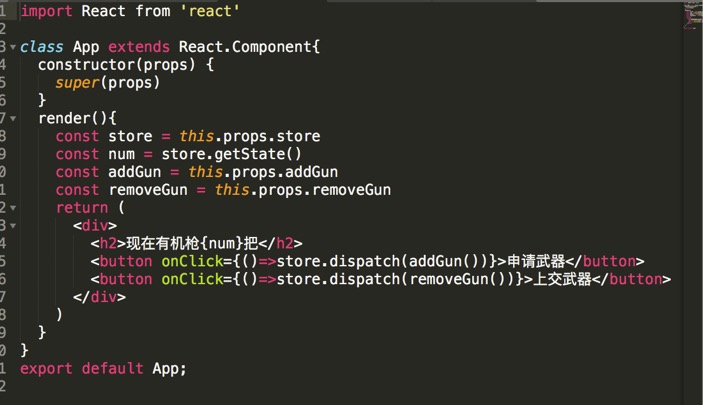 1 import React from 'react'
2
3 class App extends React.Component{
4 constructor(props) {
5 super(props)
6 }
7 render(){
8 const store = this.props.store
9 const num = store.getState()
0 const addGun = this.props.addGun
1 const removeGun = this.props.removeGun
2 return (
3 <div>
4 <h2>现在有机枪{num}把</h2>
5 <button onClick={()=>store.dispatch(addGun())}>申请武器</button>
6 <button onClick={()=>store.dispatch(removeGun())}>上交武器</button>
7 </div>
8 )
9 }
0 }
1 export default App;
2